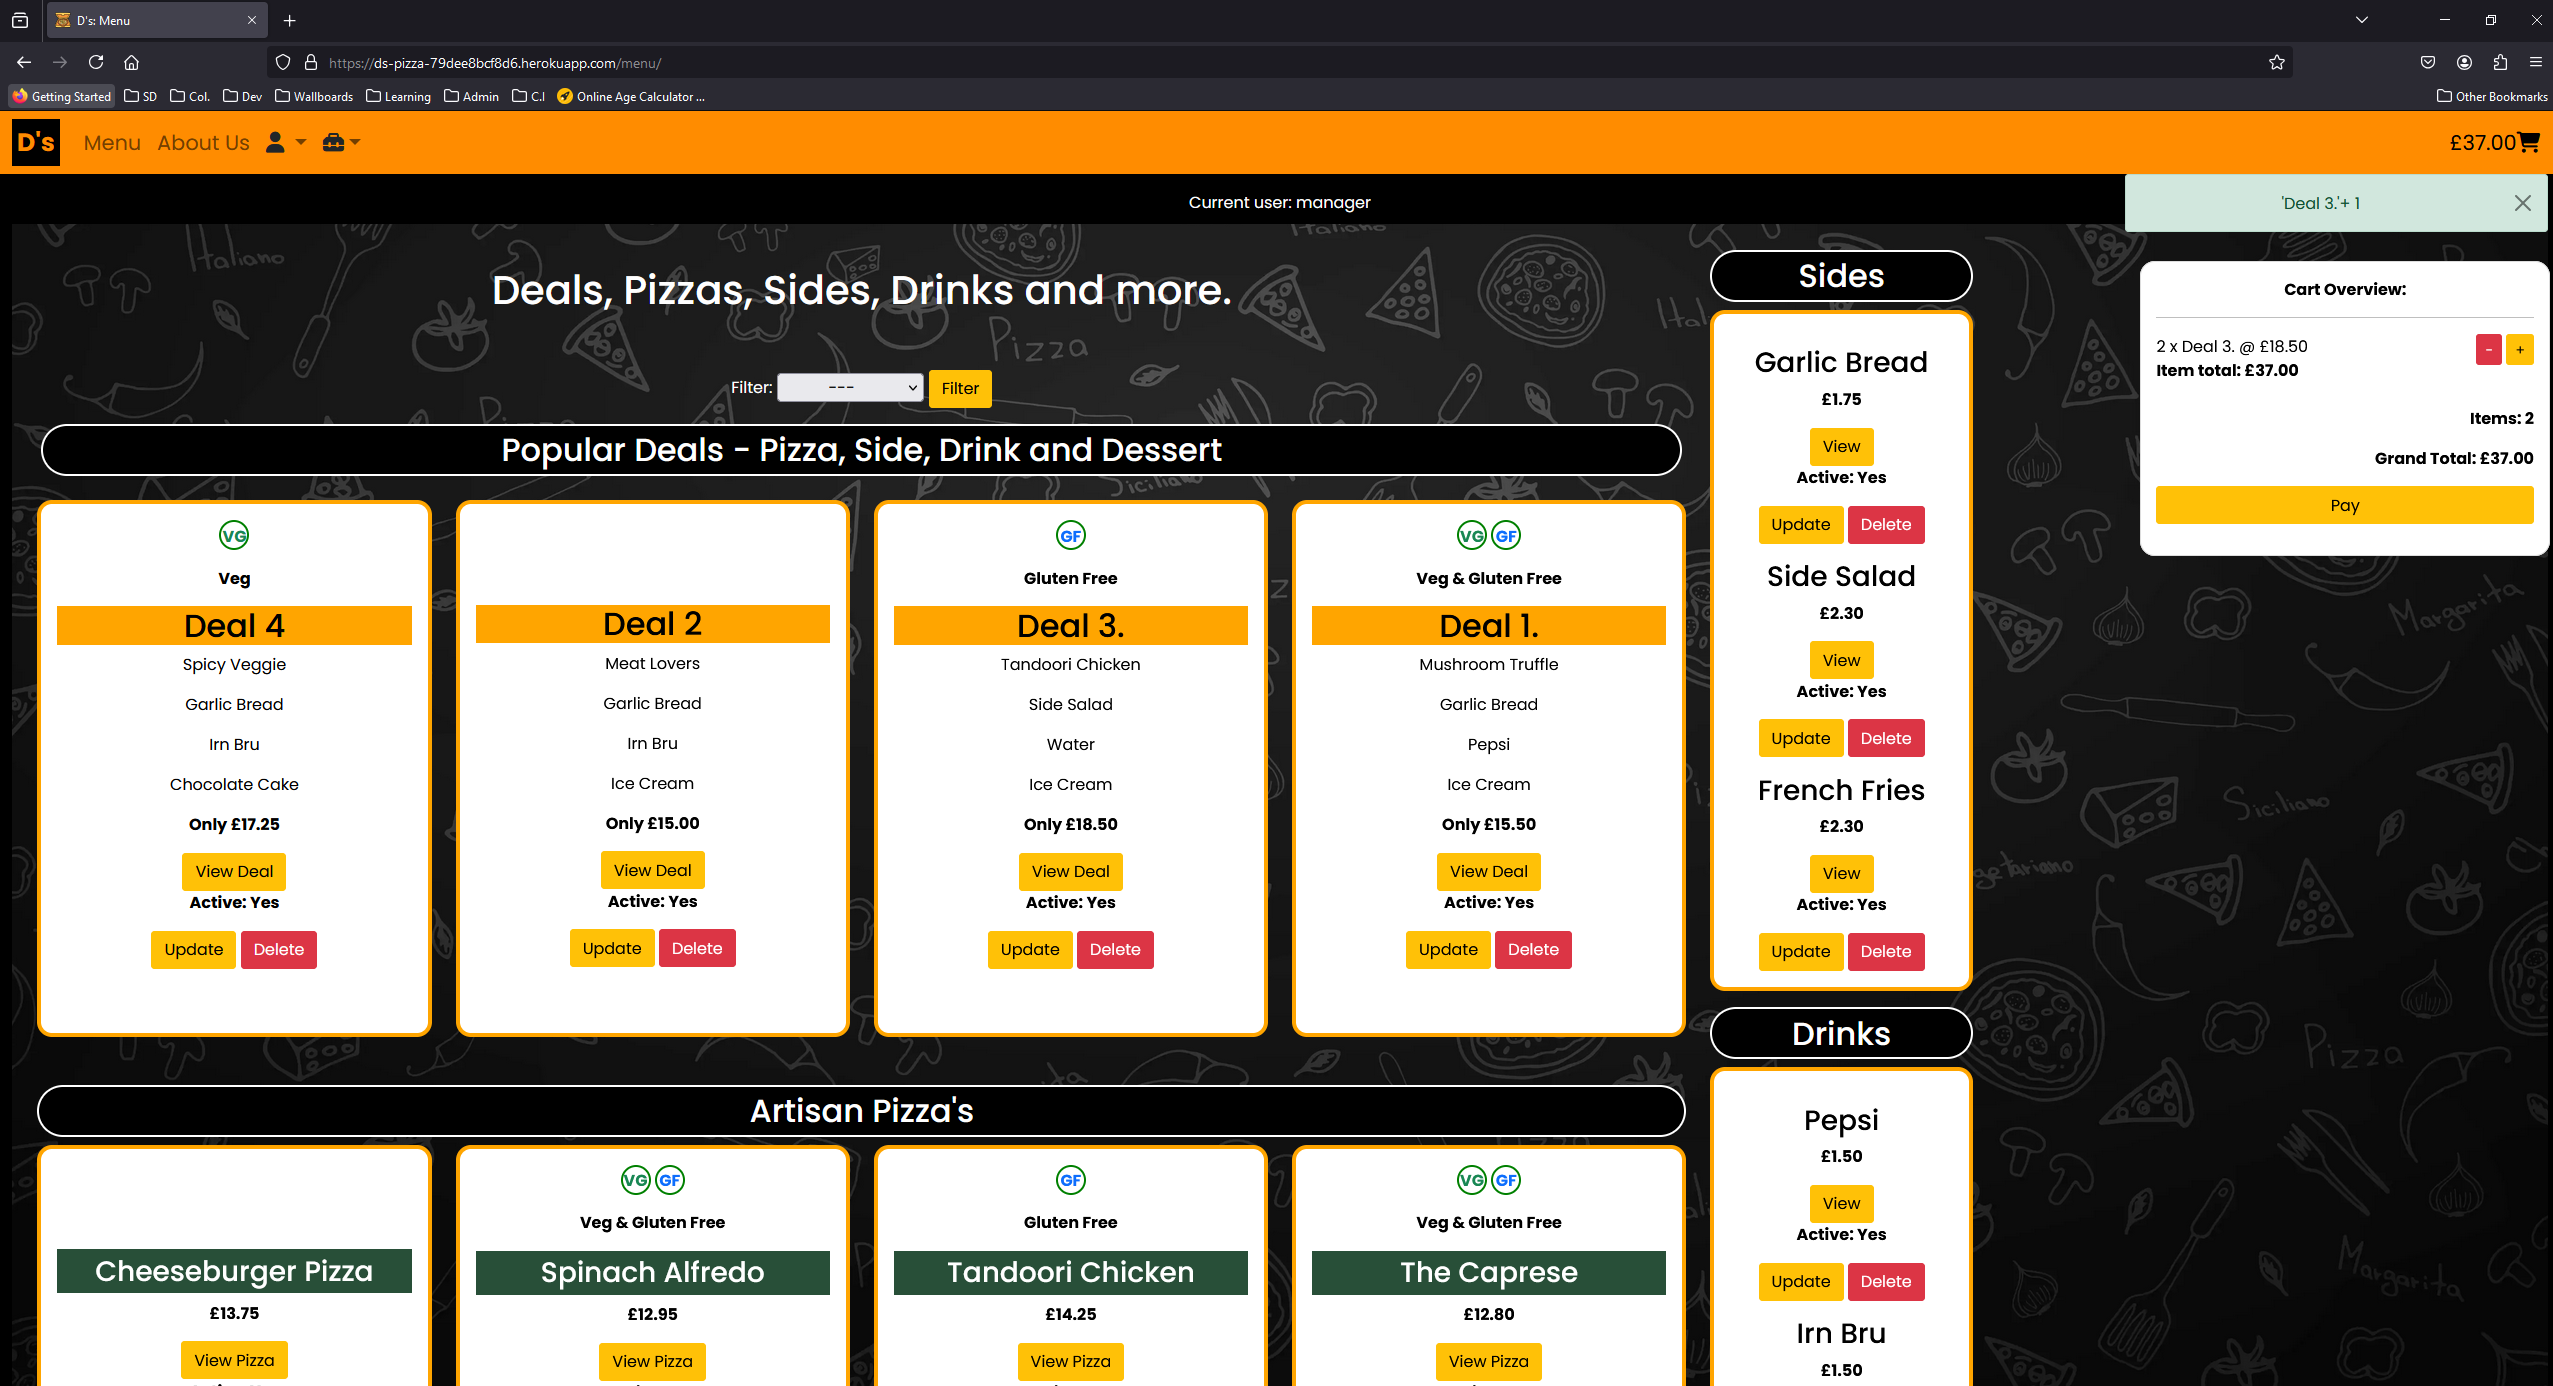 D's: Menu
https://ds-pizza-79dee8bcf8d6.herokuapp.com/menu/
Getting Started SD Col. Dev Wallboards Learning Admin C.I Online Age Calculator ... Other Bookmarks
D's Menu About Us £37.00
Current user: manager
'Deal 3.'+ 1
Deals, Pizzas, Sides, Drinks and more.
Filter: --- Filter
Popular Deals - Pizza, Side, Drink and Dessert
VG
Veg
Deal 4
Spicy Veggie
Garlic Bread
Irn Bru
Chocolate Cake
Only £17.25
View Deal
Active: Yes
Update Delete
Deal 2
Meat Lovers
Garlic Bread
Irn Bru
Ice Cream
Only £15.00
View Deal
Active: Yes
Update Delete
GF
Gluten Free
Deal 3.
Tandoori Chicken
Side Salad
Water
Ice Cream
Only £18.50
View Deal
Active: Yes
Update Delete
VG GF
Veg & Gluten Free
Deal 1.
Mushroom Truffle
Garlic Bread
Pepsi
Ice Cream
Only £15.50
View Deal
Active: Yes
Update Delete
Artisan Pizza's
Cheeseburger Pizza
£13.75
View Pizza
VG GF
Veg & Gluten Free
Spinach Alfredo
£12.95
View Pizza
GF
Gluten Free
Tandoori Chicken
£14.25
View Pizza
VG GF
Veg & Gluten Free
The Caprese
£12.80
View Pizza
Sides
Garlic Bread
£1.75
View
Active: Yes
Update Delete
Side Salad
£2.30
View
Active: Yes
Update Delete
French Fries
£2.30
View
Active: Yes
Update Delete
Drinks
Pepsi
£1.50
View
Active: Yes
Update Delete
Irn Bru
£1.50
Cart Overview:
2 x Deal 3. @ £18.50 - +
Item total: £37.00
Items: 2
Grand Total: £37.00
Pay
Italiano
Pizza
Siciliano
Margarita
Siciliano
Pizza
Margarita